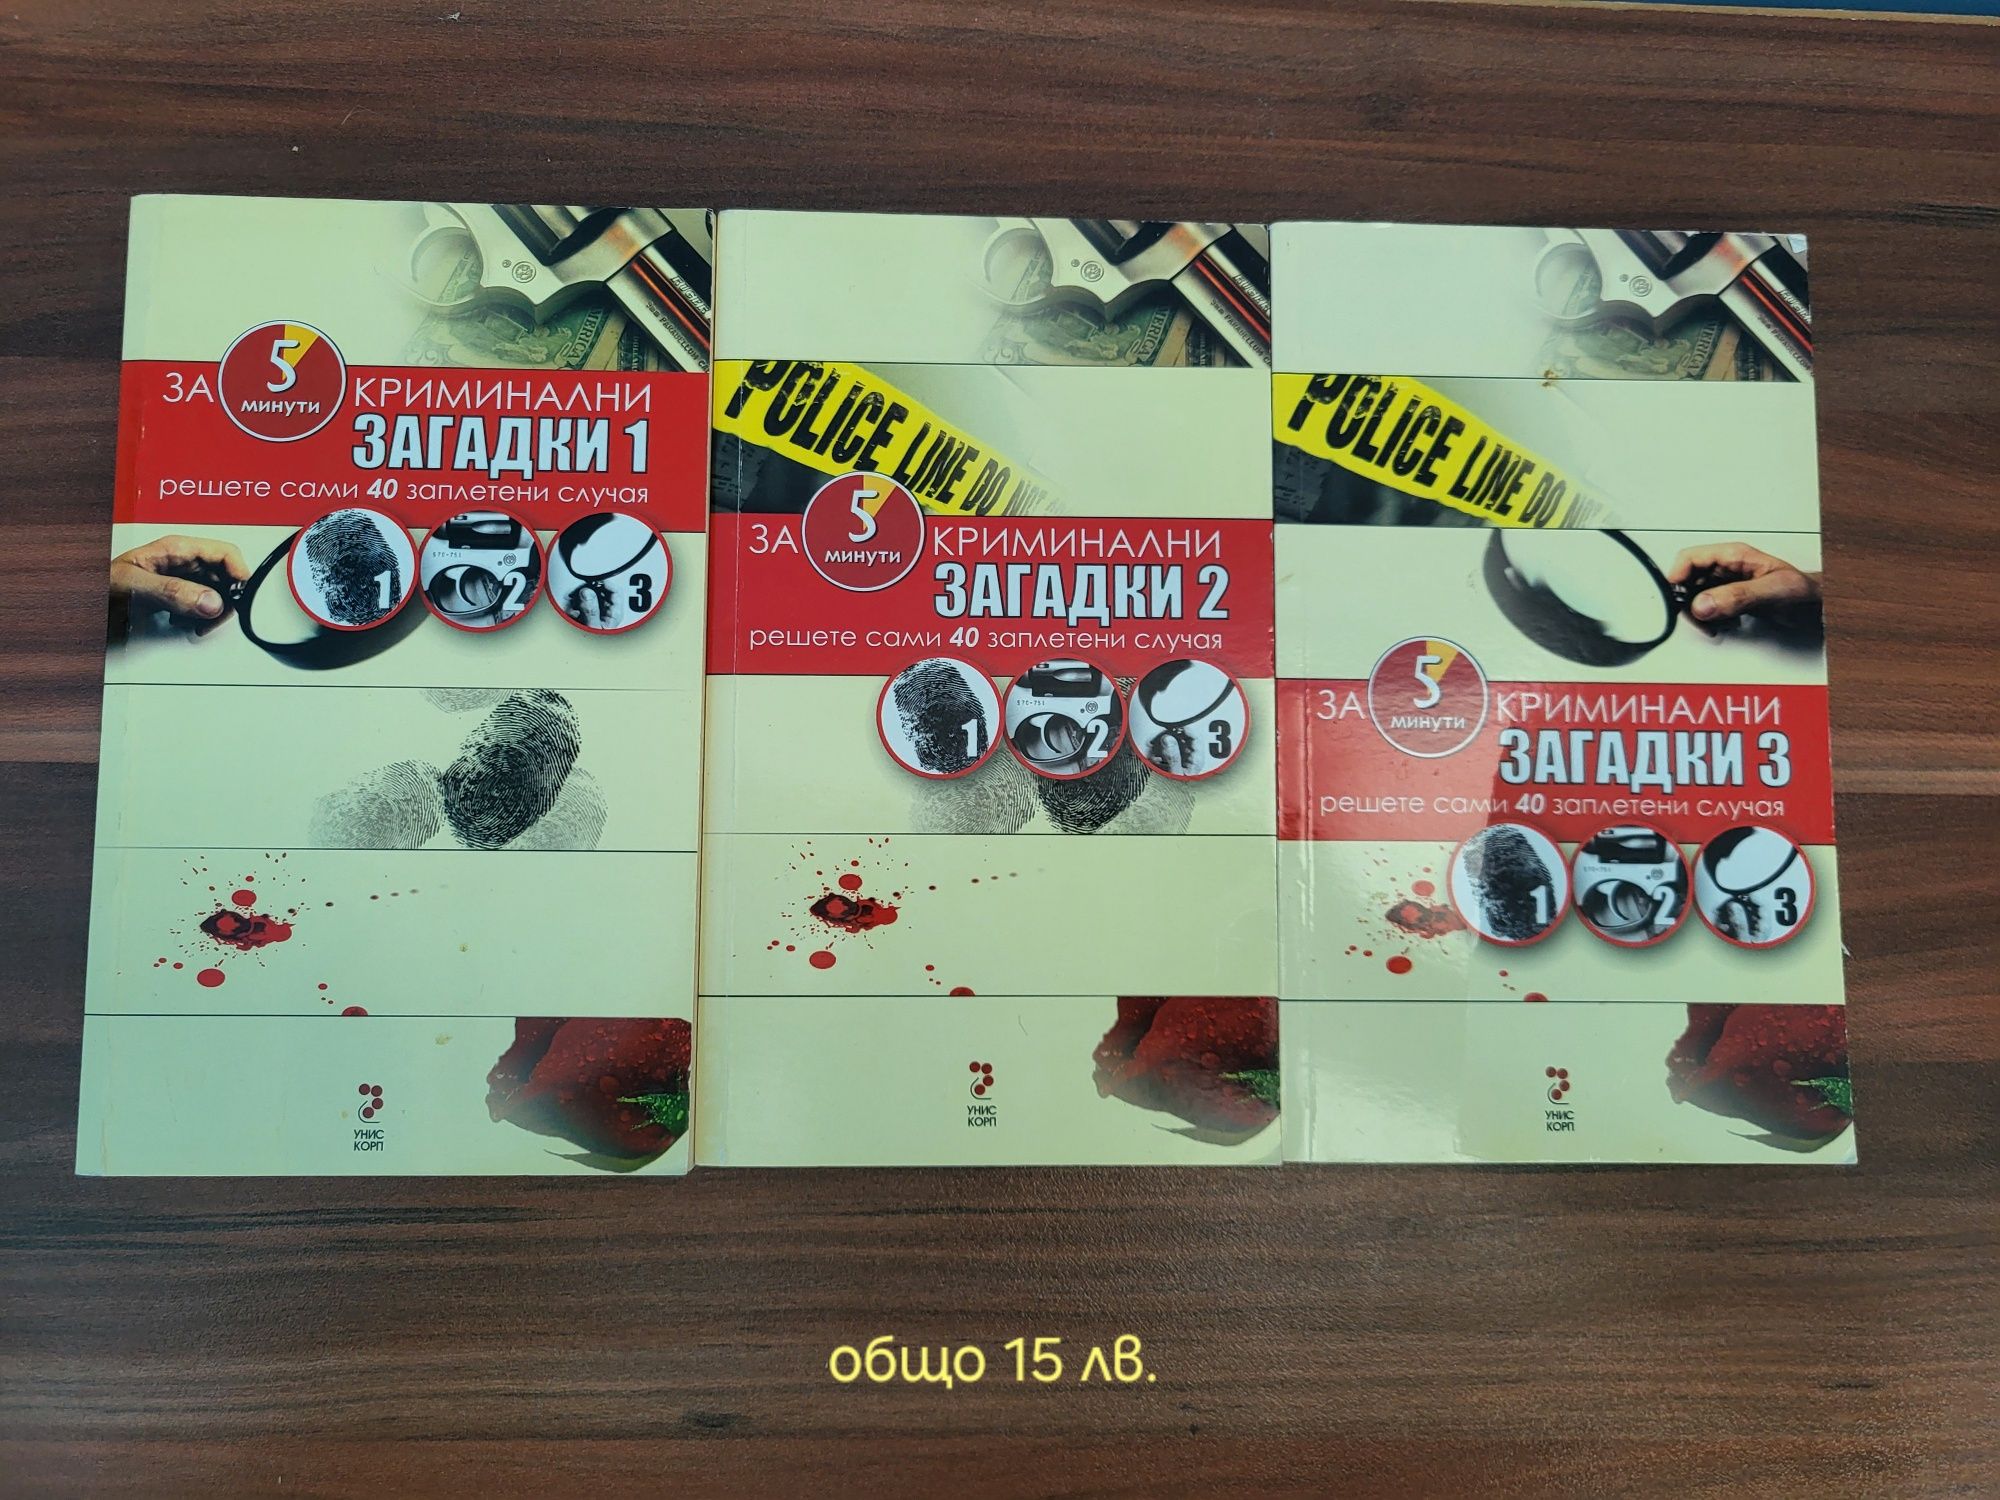 ЗА 5 минути КРИМИНАЛНИ
ЗАГАДКИ 1
решете сами 40 заплетени случая
1 2 3
УНИС
КОРП
POLICE LINE DO NOT
ЗА 5 минути КРИМИНАЛНИ
ЗАГАДКИ 2
решете сами 40 заплетени случая
1 2 3
УНИС
КОРП
POLICE LINE DO NOT
ЗА 5 минути КРИМИНАЛНИ
ЗАГАДКИ 3
решете сами 40 заплетени случая
1 2 3
УНИС
КОРП
общо 15 лв.